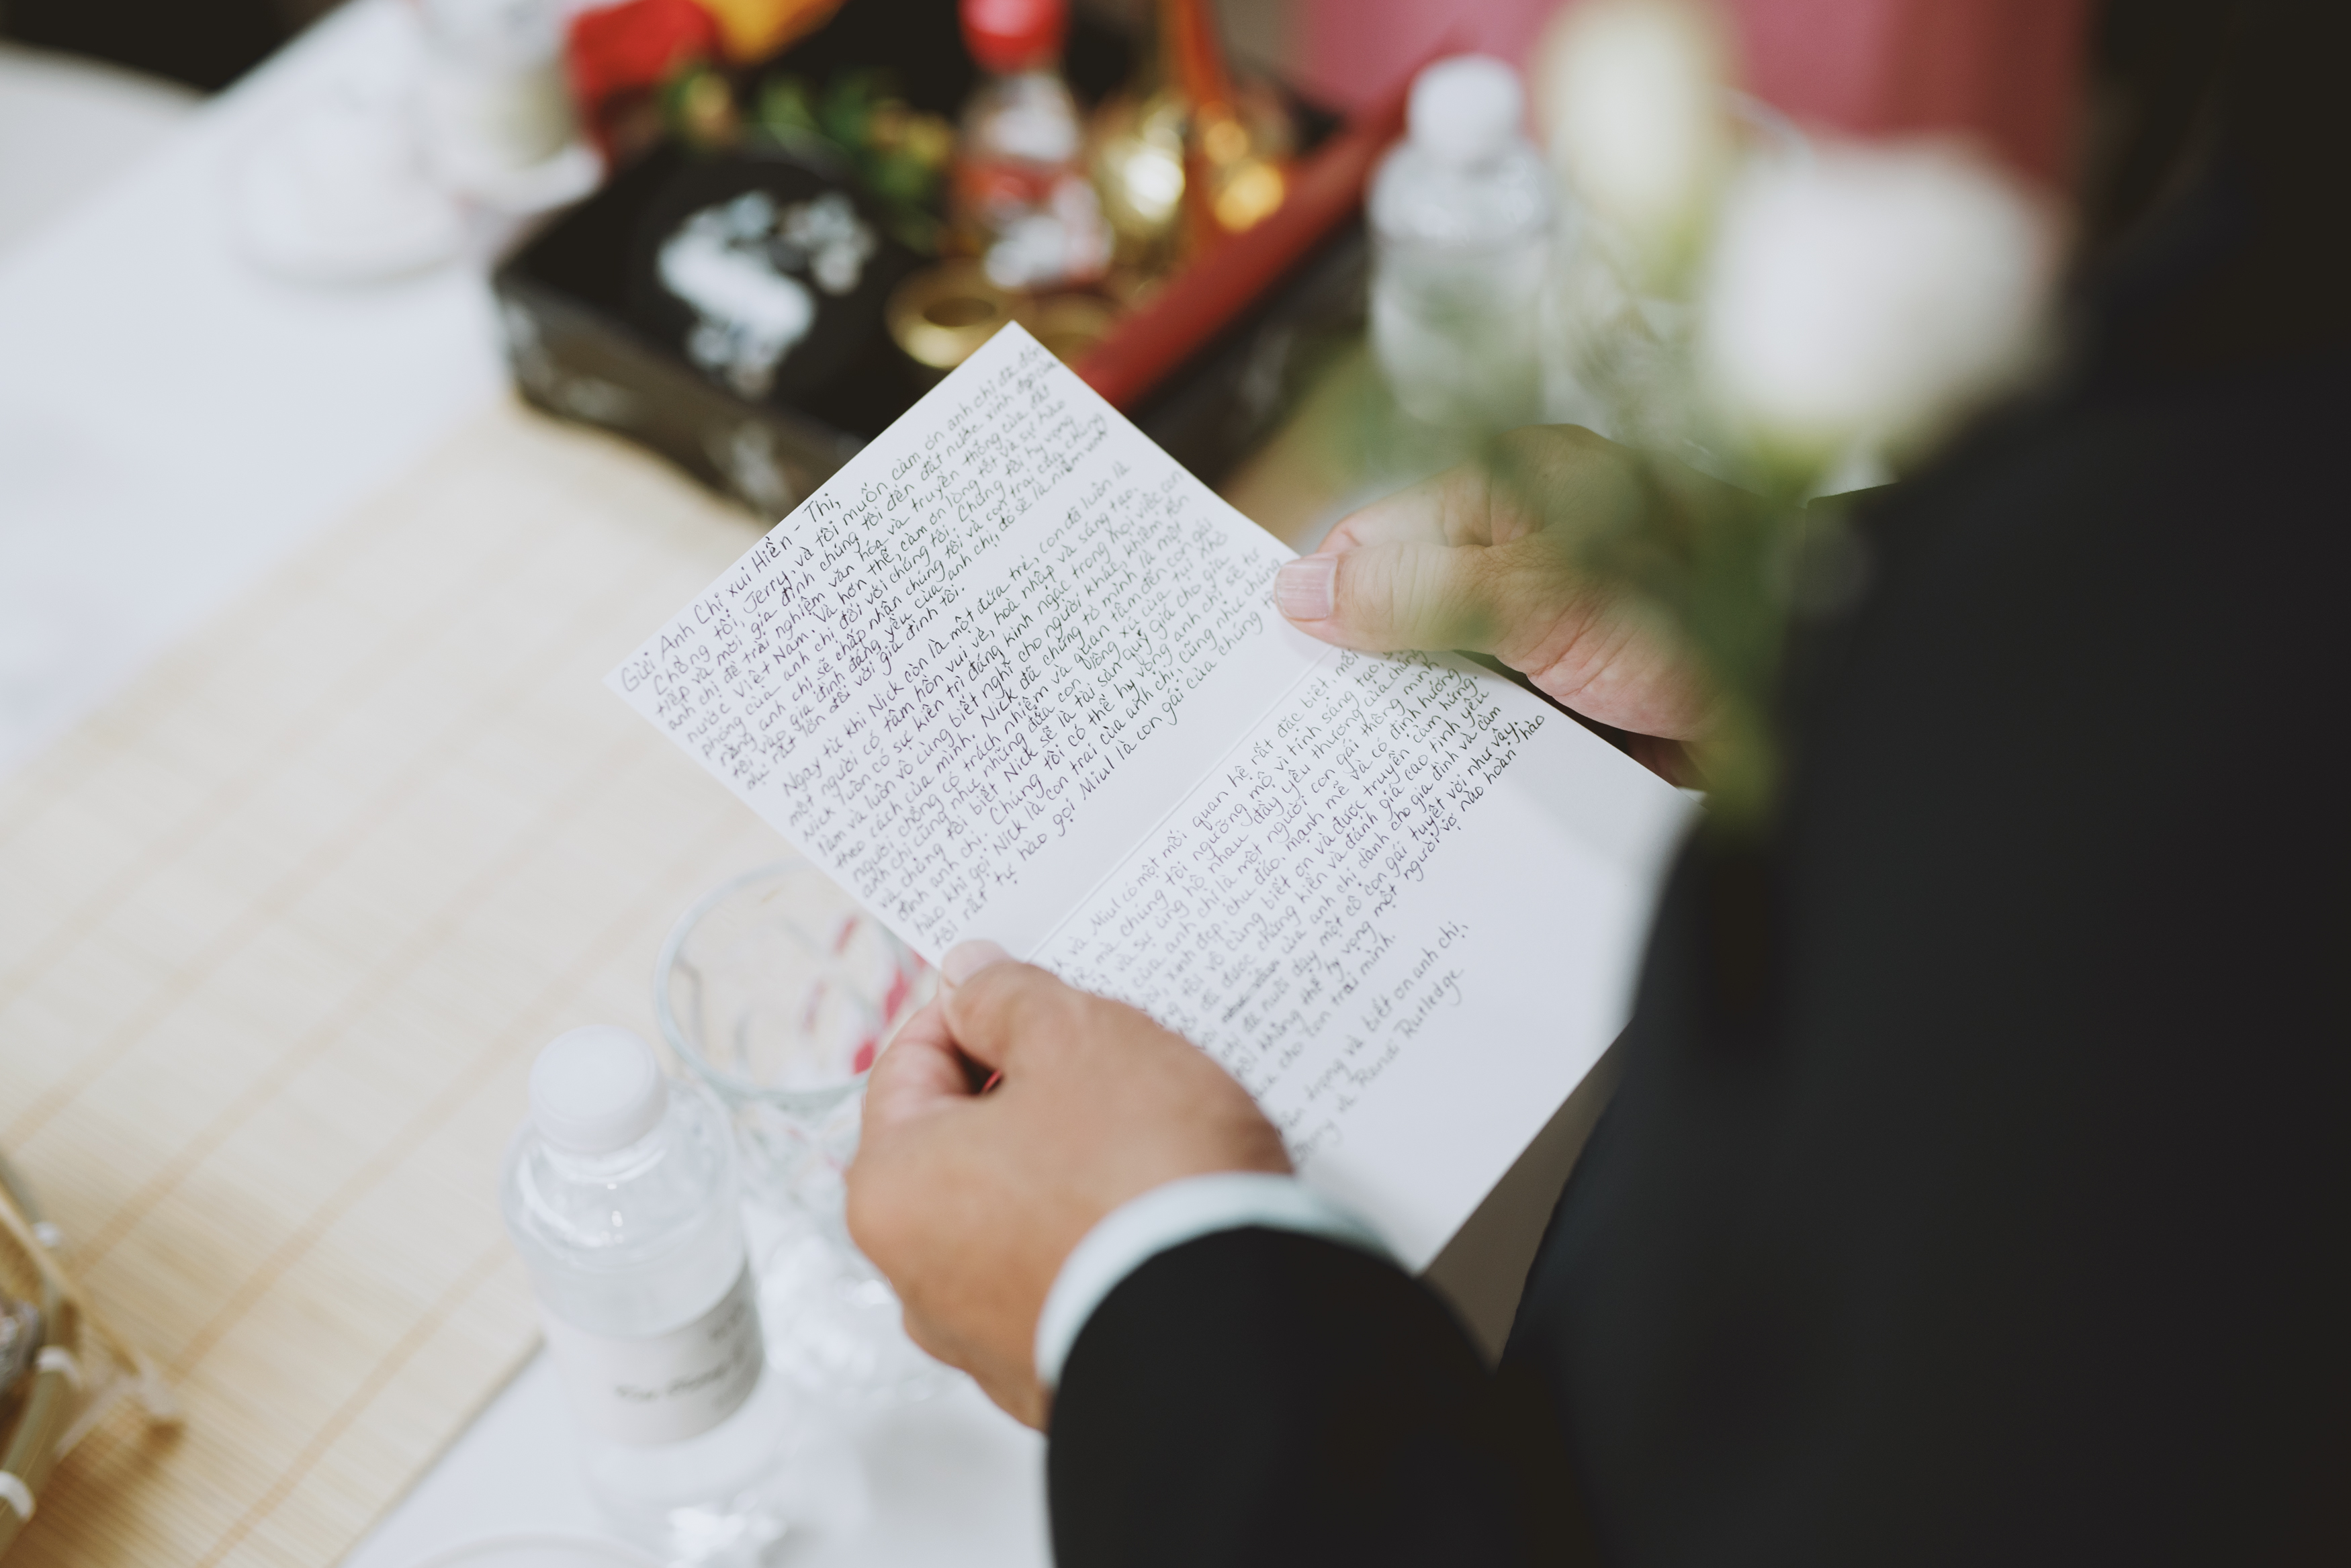 Gửi Anh Chị xui Hiền - Thi,
Chồng tôi, Jerry, và tôi muốn cảm ơn anh chị đã đón
tiếp và mời gia đình chúng tôi đến đất nước xinh đẹp của
anh chị để trải nghiệm văn hóa và truyền thống của đất
nước Việt Nam. Và hơn thế, cảm ơn lòng tốt và sự hào
phóng của anh chị đối với chúng tôi. Chúng tôi hy vọng
rằng anh chị sẽ chấp nhận chúng tôi và con trai của chúng
tôi vào gia đình đáng yêu của anh chị, đó sẽ là niềm vinh
dự rất lớn đối với gia đình tôi.
Ngay từ khi Nick còn là một đứa trẻ, con đã luôn là
một người có tâm hồn vui vẻ, hoà nhập và sáng tạo.
Nick luôn có sự kiên trì đáng kinh ngạc trong mọi việc con
làm và luôn vô cùng biết nghĩ cho người khác, khiêm tốn
theo cách của mình. Nick đã chứng tỏ mình là một
người chồng có trách nhiệm và quan tâm đến con gái
anh chị cũng như những đứa con
và chúng tôi biết Nick sẽ là tài sản quý giá cho gia
đình anh chị. Chúng tôi có thể hy vọng anh chị sẽ tự
hào khi gọi Nick là con trai của anh chị, cũng như chúng
tôi rất tự hào gọi Miul là con gái của chúng
và Miul có một mối quan hệ rất đặc biệt,
mà chúng tôi ngưỡng mộ vì tính sáng tạo,
và sự ủng hộ nhau đầy yêu thương của chúng
của anh chị là một người con gái thông minh
xinh đẹp, chu đáo, mạnh mẽ và có định hướng.
tôi vô cùng biết ơn và được truyền cảm hứng
đã được chứng kiến và đánh giá cao tình yêu
của anh chị dành cho gia đình và cảm
để nuôi dạy một cô con gái tuyệt vời như vậy.
tôi không thể hy vọng một người vợ nào hoàn hảo
cho con trai mình.
trọng và biết ơn anh chị,
và Randi Rutledge